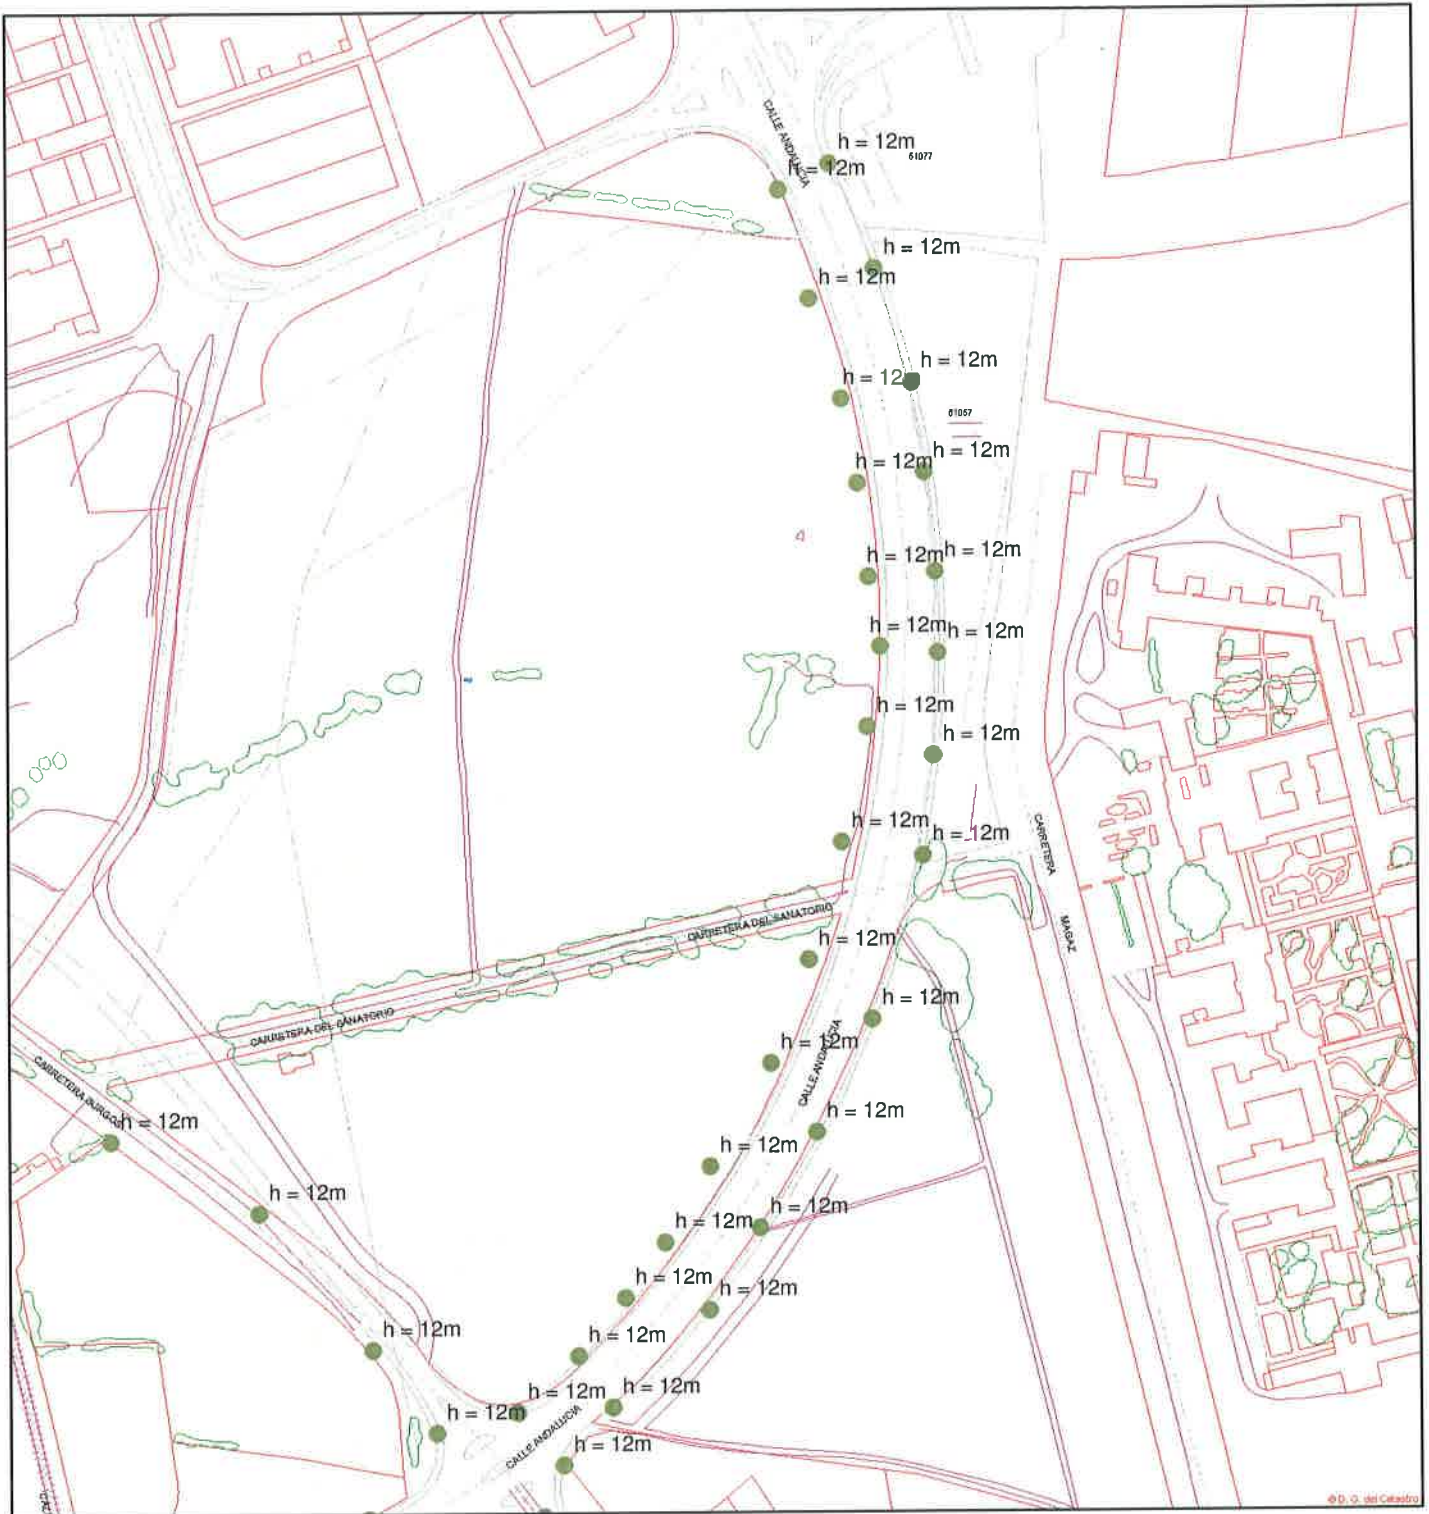 CALLE ANDALUCIA
h = 12m
61077
h = 12m
h = 12m
h = 12m
h = 12m
h = 12
61057
h = 12m
h = 12m
h = 12m
h = 12m
h = 12m
h = 12m
h = 12m
h = 12m
h = 12m
h = 12m
CARRETERA
MAGAZ
CARRETERA DEL SANATORIO
h = 12m
h = 12m
CARRETERA DEL SANATORIO
h = 12m
CALLE ANDALUCIA
CARRETERA BURGOS
h = 12m
h = 12m
h = 12m
h = 12m
h = 12m
h = 12m
h = 12m
h = 12m
h = 12m
h = 12m
h = 12m
h = 12m
h = 12m
CALLE ANDALUCIA
h = 12m
© D. G. del Catastro